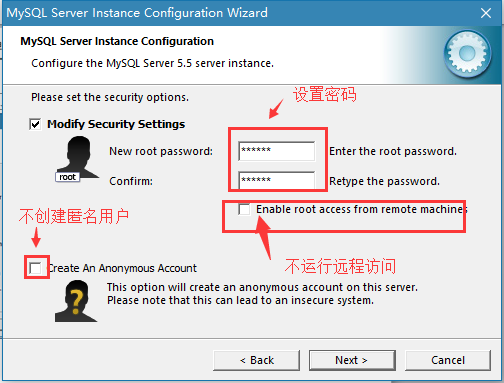 MySQL Server Instance Configuration Wizard
MySQL Server Instance Configuration
Configure the MySQL Server 5.5 server instance.
Please set the security options.
设置密码
Modify Security Settings
New root password:
******
Enter the root password.
root
Confirm:
******
Retype the password.
Enable root access from remote machines
不创建匿名用户
不运行远程访问
Create An Anonymous Account
This option will create an anonymous account on this server.
Please note that this can lead to an insecure system.
< Back
Next >
Cancel